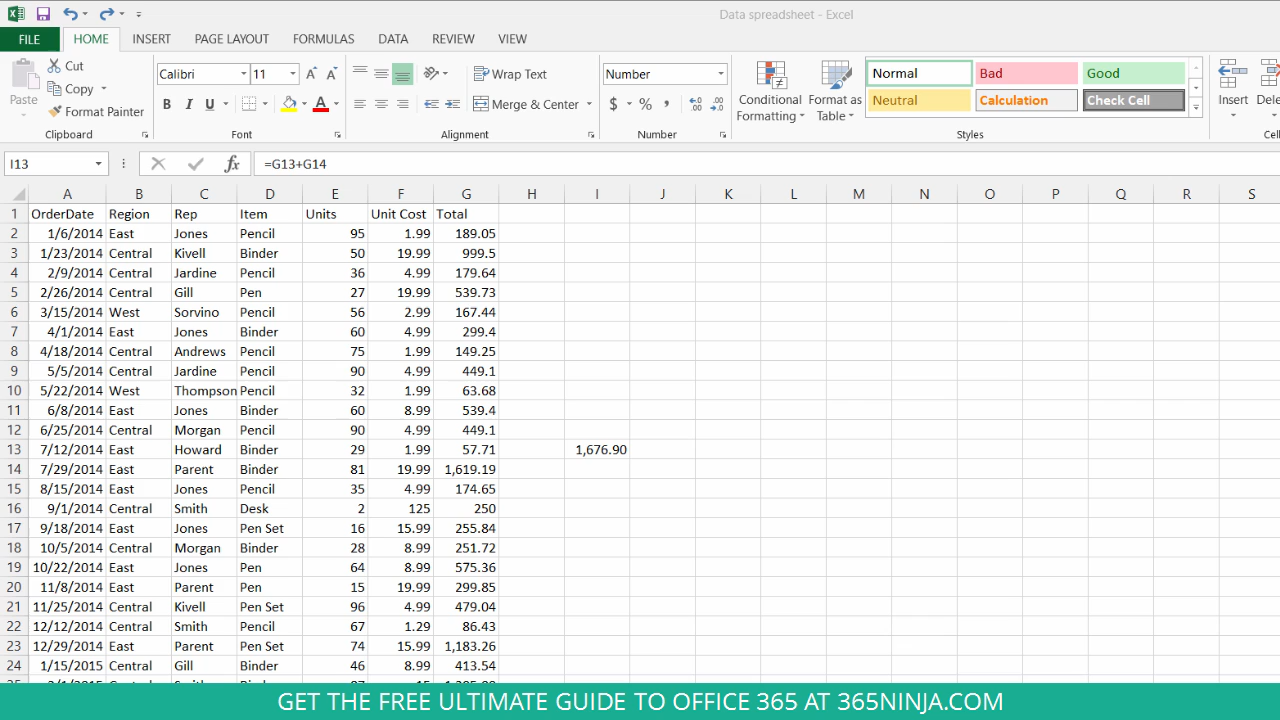 Data spreadsheet - Excel
FILE HOME INSERT PAGE LAYOUT FORMULAS DATA REVIEW VIEW
Paste
Cut
Copy
Format Painter
Clipboard
Calibri 11
B I U A
Font
Wrap Text
Merge & Center
Alignment
Number
$ % ,
Number
Conditional Formatting
Format as Table
Normal Bad Good
Neutral Calculation Check Cell
Styles
Insert
I13 fx =G13+G14
A B C D E F G H I J K L M N O P Q R S
1 OrderDate Region Rep Item Units Unit Cost Total
2 1/6/2014 East Jones Pencil 95 1.99 189.05
3 1/23/2014 Central Kivell Binder 50 19.99 999.5
4 2/9/2014 Central Jardine Pencil 36 4.99 179.64
5 2/26/2014 Central Gill Pen 27 19.99 539.73
6 3/15/2014 West Sorvino Pencil 56 2.99 167.44
7 4/1/2014 East Jones Binder 60 4.99 299.4
8 4/18/2014 Central Andrews Pencil 75 1.99 149.25
9 5/5/2014 Central Jardine Pencil 90 4.99 449.1
10 5/22/2014 West Thompson Pencil 32 1.99 63.68
11 6/8/2014 East Jones Binder 60 8.99 539.4
12 6/25/2014 Central Morgan Pencil 90 4.99 449.1
13 7/12/2014 East Howard Binder 29 1.99 57.71 1,676.90
14 7/29/2014 East Parent Binder 81 19.99 1,619.19
15 8/15/2014 East Jones Pencil 35 4.99 174.65
16 9/1/2014 Central Smith Desk 2 125 250
17 9/18/2014 East Jones Pen Set 16 15.99 255.84
18 10/5/2014 Central Morgan Binder 28 8.99 251.72
19 10/22/2014 East Jones Pen 64 8.99 575.36
20 11/8/2014 East Parent Pen 15 19.99 299.85
21 11/25/2014 Central Kivell Pen Set 96 4.99 479.04
22 12/12/2014 Central Smith Pencil 67 1.29 86.43
23 12/29/2014 East Parent Pen Set 74 15.99 1,183.26
24 1/15/2015 Central Gill Binder 46 8.99 413.54
GET THE FREE ULTIMATE GUIDE TO OFFICE 365 AT 365NINJA.COM